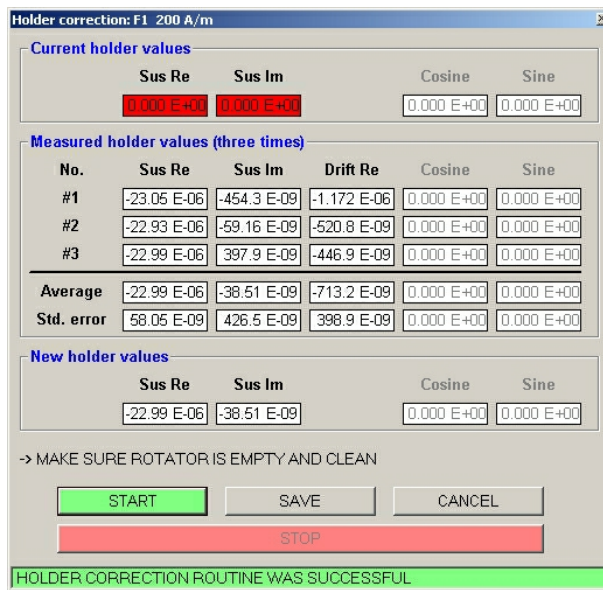 Holder correction: F1 200 A/m
Current holder values
Sus Re Sus Im Cosine Sine
0.000 E+00 0.000 E+00 0.000 E+00 0.000 E+00
Measured holder values (three times)
No. Sus Re Sus Im Drift Re Cosine Sine
#1 -23.05 E-06 -454.3 E-09 -1.172 E-06 0.000 E+00 0.000 E+00
#2 -22.93 E-06 -59.16 E-09 -520.8 E-09 0.000 E+00 0.000 E+00
#3 -22.99 E-06 397.9 E-09 -446.9 E-09 0.000 E+00 0.000 E+00
Average -22.99 E-06 -38.51 E-09 -713.2 E-09 0.000 E+00 0.000 E+00
Std. error 58.05 E-09 426.5 E-09 398.9 E-09 0.000 E+00 0.000 E+00
New holder values
Sus Re Sus Im Cosine Sine
-22.99 E-06 -38.51 E-09 0.000 E+00 0.000 E+00
-> MAKE SURE ROTATOR IS EMPTY AND CLEAN
START SAVE CANCEL
STOP
HOLDER CORRECTION ROUTINE WAS SUCCESSFUL